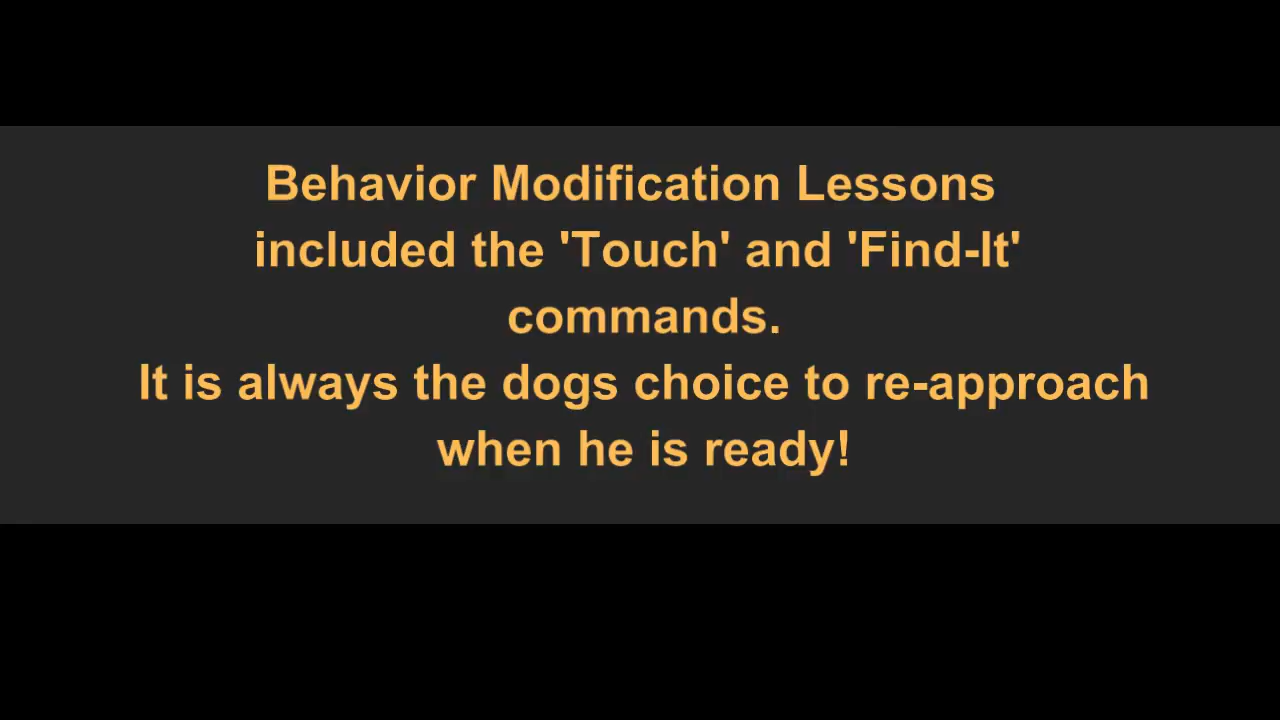 Behavior Modification Lessons
included the 'Touch' and 'Find-It'
commands.
It is always the dogs choice to re-approach
when he is ready!